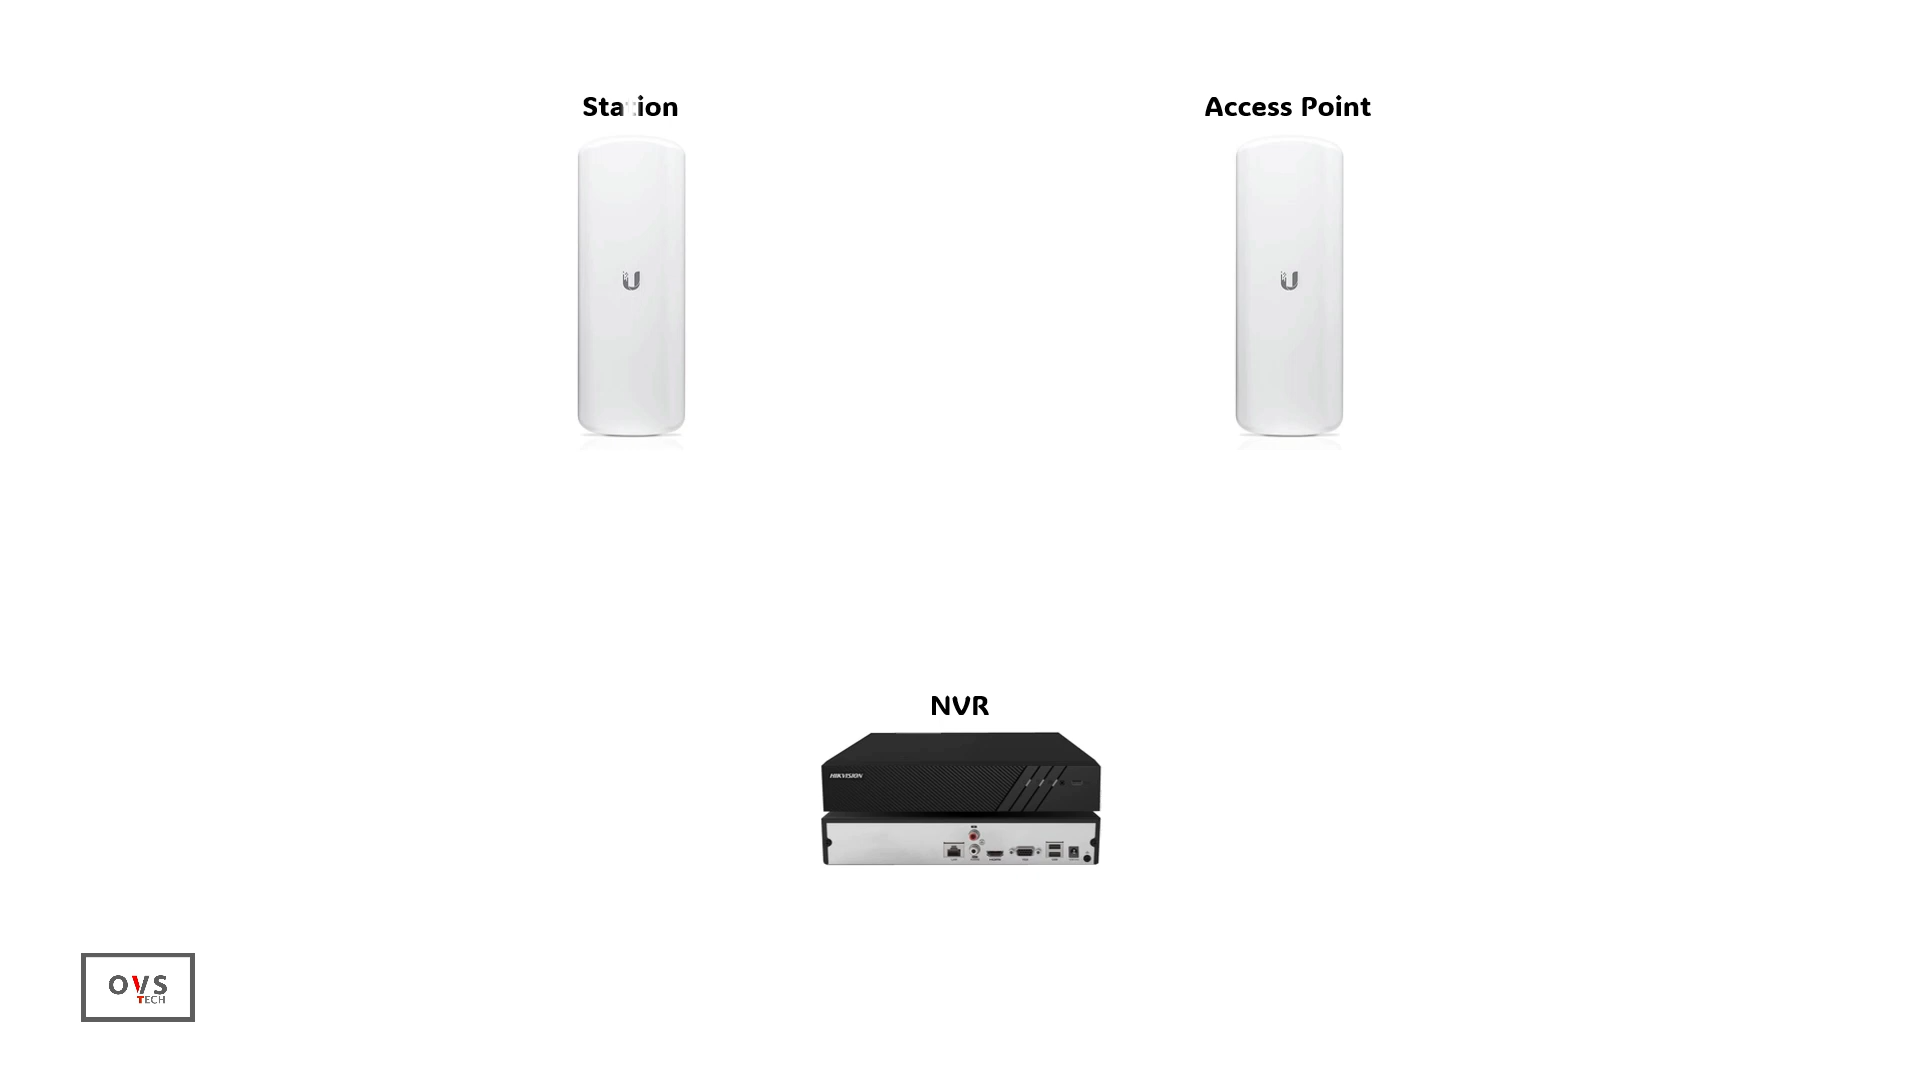 Station
Access Point
NVR
HIKVISION
OVS
TECH